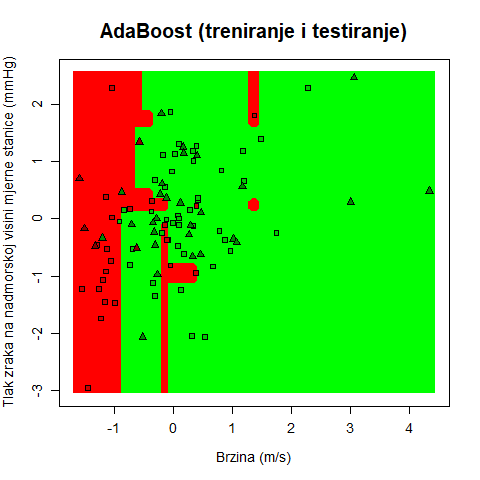 AdaBoost (treniranje i testiranje)
Tlak zraka na nadmorskoj visini mjerne stanice (mmHg)
2
1
0
-1
-2
-3
-1 0 1 2 3 4
Brzina (m/s)